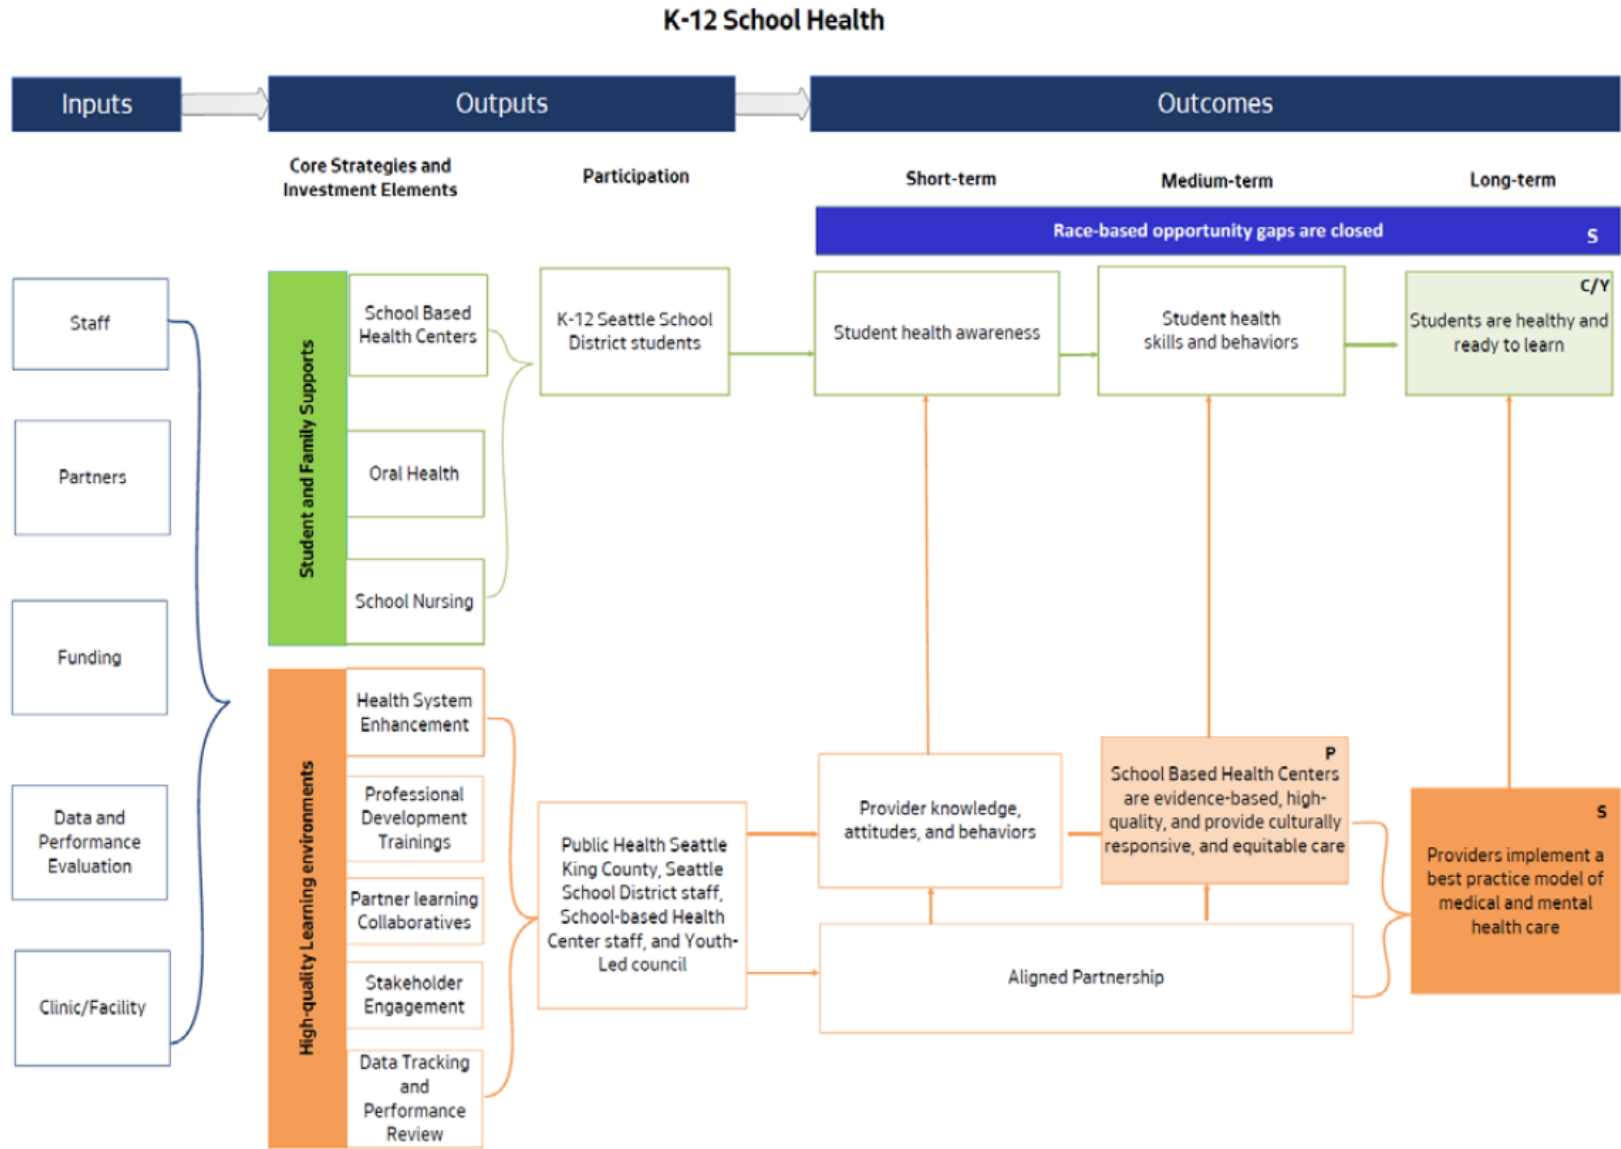 K-12 School Health
Inputs
Outputs
Outcomes
Core Strategies and
Investment Elements
Participation
Short-term
Medium-term
Long-term
Race-based opportunity gaps are closed
S
Staff
Partners
Funding
Data and
Performance
Evaluation
Clinic/Facility
Student and Family Supports
School Based
Health Centers
Oral Health
School Nursing
K-12 Seattle School
District students
Student health awareness
Student health
skills and behaviors
C/Y
Students are healthy and
ready to learn
High-quality Learning environments
Health System
Enhancement
Professional
Development
Trainings
Partner learning
Collaboratives
Stakeholder
Engagement
Data Tracking
and
Performance
Review
Public Health Seattle
King County, Seattle
School District staff,
School-based Health
Center staff, and Youth-
Led council
Provider knowledge,
attitudes, and behaviors
P
School Based Health Centers
are evidence-based, high-
quality, and provide culturally
responsive, and equitable care
Aligned Partnership
S
Providers implement a
best practice model of
medical and mental
health care